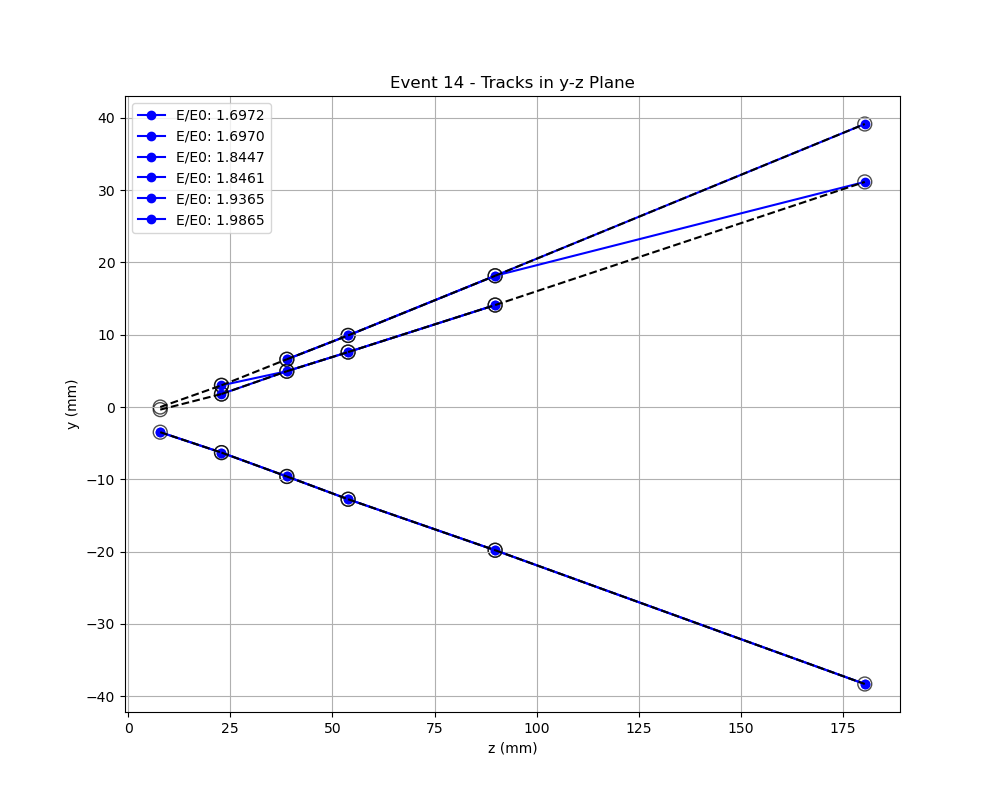 Event 14 - Tracks in y-z Plane
E/E0: 1.6972
E/E0: 1.6970
E/E0: 1.8447
E/E0: 1.8461
E/E0: 1.9365
E/E0: 1.9865
y (mm)
40
30
20
10
0
−10
−20
−30
−40
0 25 50 75 100 125 150 175
z (mm)